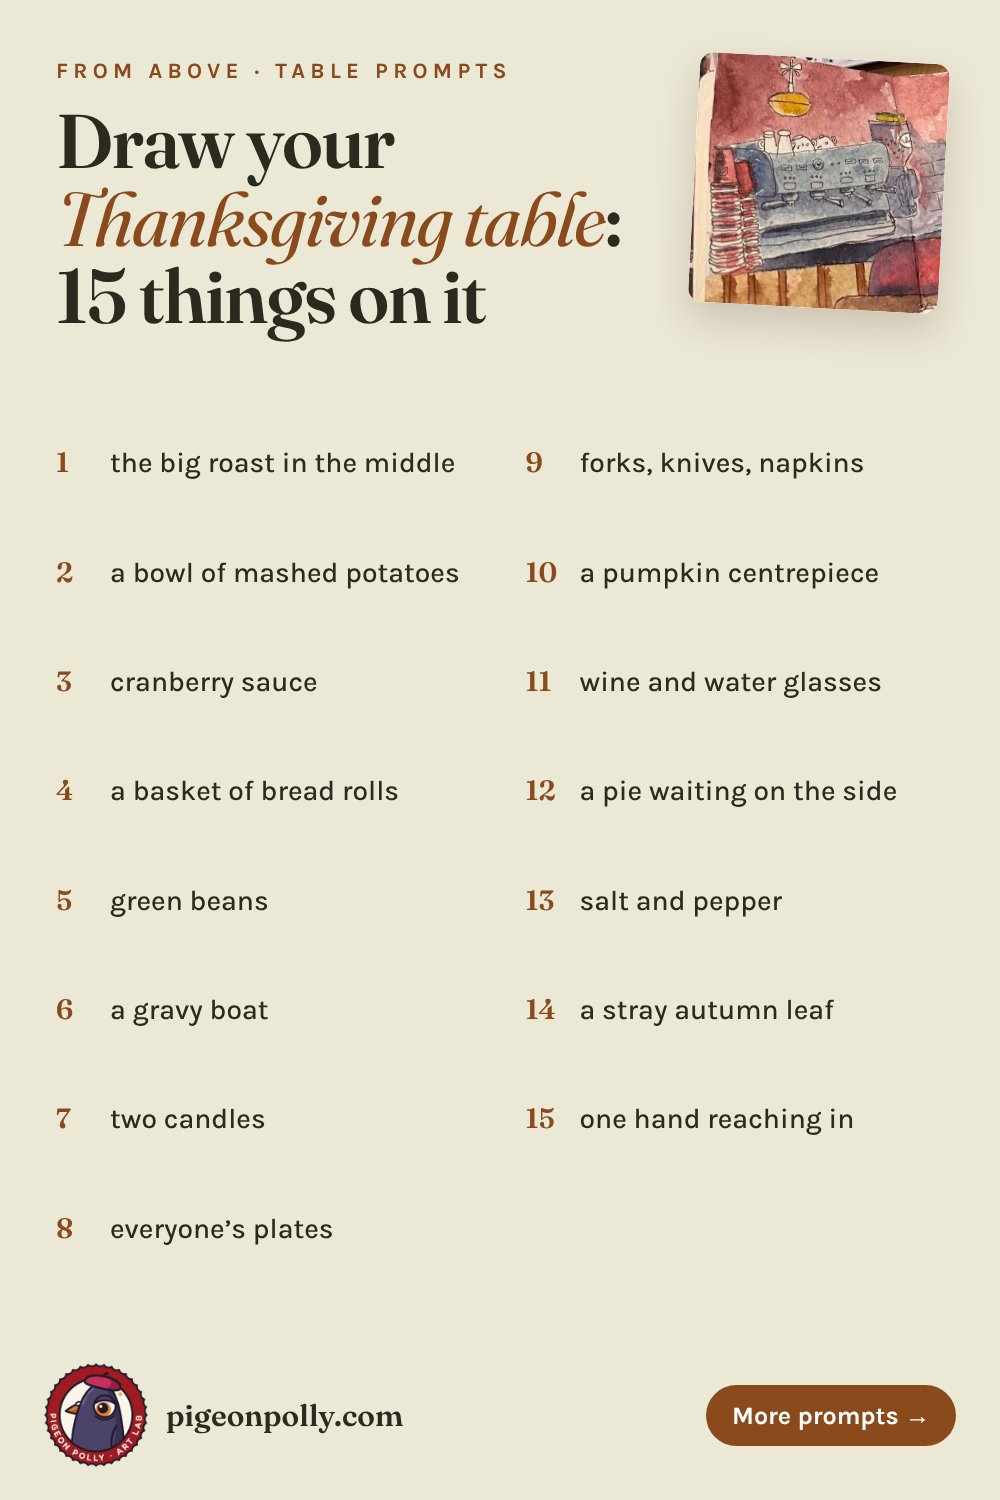 FROM ABOVE · TABLE PROMPTS
Draw your
Thanksgiving table:
15 things on it
1 the big roast in the middle
2 a bowl of mashed potatoes
3 cranberry sauce
4 a basket of bread rolls
5 green beans
6 a gravy boat
7 two candles
8 everyone’s plates
9 forks, knives, napkins
10 a pumpkin centrepiece
11 wine and water glasses
12 a pie waiting on the side
13 salt and pepper
14 a stray autumn leaf
15 one hand reaching in
PIGEON POLLY · ART LAB
pigeonpolly.com
More prompts →